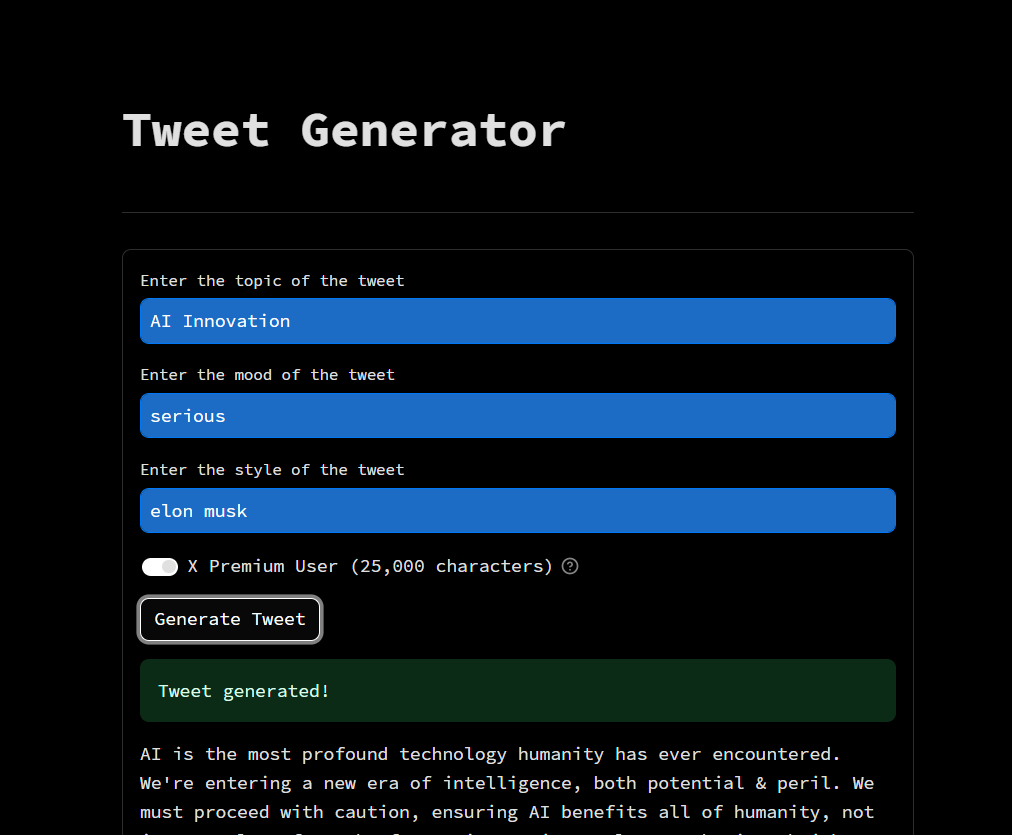 Tweet Generator
Enter the topic of the tweet
AI Innovation
Enter the mood of the tweet
serious
Enter the style of the tweet
elon musk
X Premium User (25,000 characters)
Generate Tweet
Tweet generated!
AI is the most profound technology humanity has ever encountered.
We're entering a new era of intelligence, both potential & peril. We
must proceed with caution, ensuring AI benefits all of humanity, not